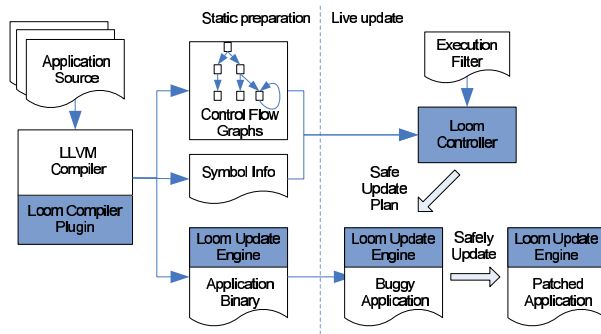 Static preparation
Live update
Application
Source
Execution
Filter
Control Flow
Graphs
LLVM
Compiler
Loom
Controller
Symbol Info
Safe
Update
Plan
Loom Compiler
Plugin
Loom Update
Engine
Application
Binary
Loom Update
Engine
Buggy
Application
Safely
Update
Loom Update
Engine
Patched
Application